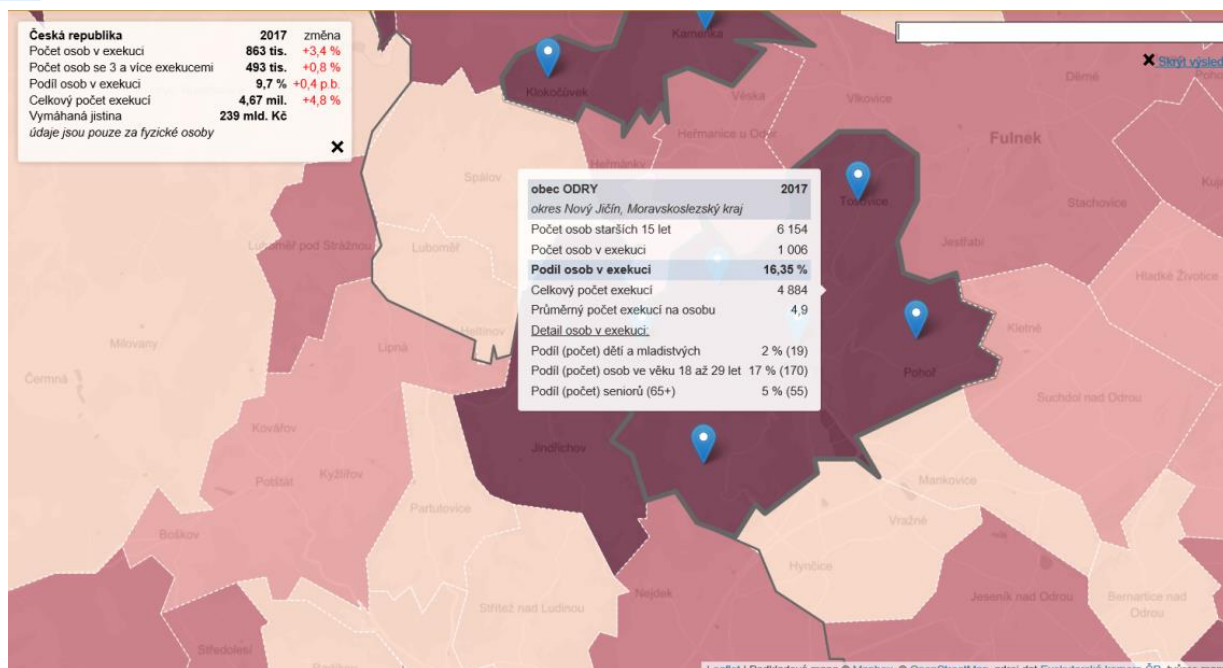 Česká republika 2017 změna
Počet osob v exekuci 863 tis. +3,4 %
Počet osob se 3 a více exekucemi 493 tis. +0,8 %
Podíl osob v exekuci 9,7 % +0,4 p.b.
Celkový počet exekucí 4,67 mil. +4,8 %
Vymáhaná jistina 239 mld. Kč
údaje jsou pouze za fyzické osoby
Skrýt výsled
Kamenka
Klokočůvek
Děrné
Véska
Vlkovice
Heřmanice u Oder
Fulnek
Heřmánky
Spálov
Tošovice
Stachovice
Luboměř pod Strážnou
Luboměř
Jestřabí
Hladké Životice
obec ODRY 2017
okres Nový Jičín, Moravskoslezský kraj
Počet osob starších 15 let 6 154
Počet osob v exekuci 1 006
Podíl osob v exekuci 16,35 %
Celkový počet exekucí 4 884
Průměrný počet exekucí na osobu 4,9
Detail osob v exekuci:
Podíl (počet) dětí a mladistvých 2 % (19)
Podíl (počet) osob ve věku 18 až 29 let 17 % (170)
Podíl (počet) seniorů (65+) 5 % (55)
Heltínov
Kletné
Milovany
Lipná
Čermná
Pohoř
Suchdol nad Odrou
Kovářov
Jindřichov
Potštát
Kyžlířov
Mankovice
Partutovice
Vražné
Boškov
Hynčice
Nejdek
Jeseník nad Odrou
Bernartice nad
Odrou
Střítež nad Ludinou
Středolesí